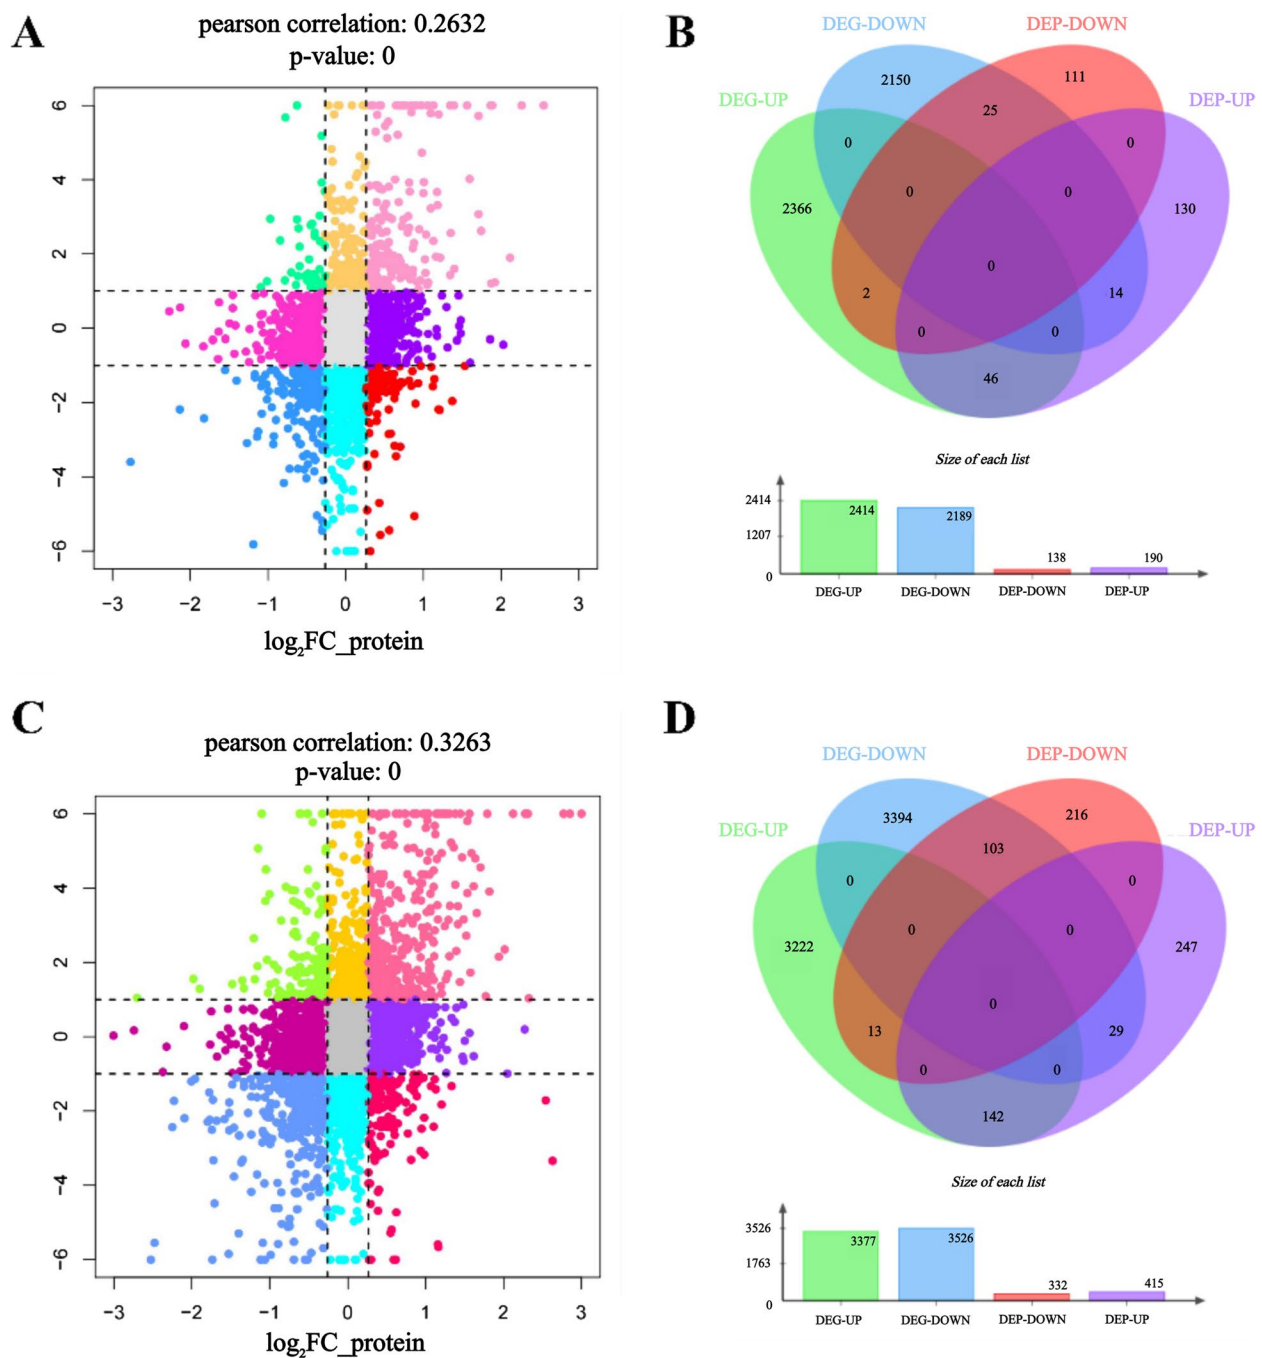 A
pearson correlation: 0.2632
p-value: 0
6
4
2
0
−2
−4
−6
−3 −2 −1 0 1 2 3
log2FC_protein
B
DEG-DOWN DEP-DOWN
DEG-UP DEP-UP
2150 111
25
0 0
0 0
2366 130
0
2 14
0 0
46
Size of each list
2414
1207
0
2414 2189 138 190
DEG-UP DEG-DOWN DEP-DOWN DEP-UP
C
pearson correlation: 0.3263
p-value: 0
6
4
2
0
−2
−4
−6
−3 −2 −1 0 1 2 3
log2FC_protein
D
DEG-DOWN DEP-DOWN
DEG-UP DEP-UP
3394 216
103
0 0
0 0
3222 247
0
13 29
0 0
142
Size of each list
3526
1763
0
3377 3526 332 415
DEG-UP DEG-DOWN DEP-DOWN DEP-UP